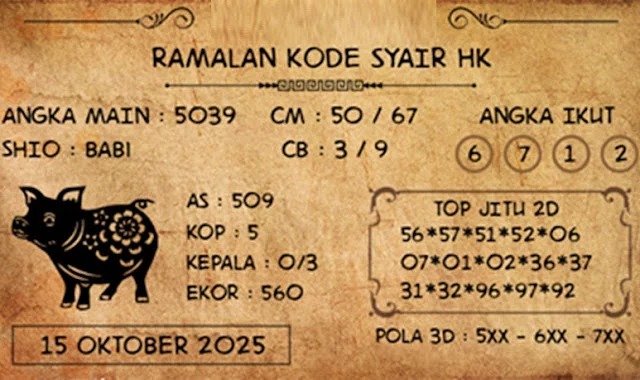 RAMALAN KODE SYAIR HK
ANGKA MAIN : 5039
CM : 50 / 67
ANGKA IKUT
SHIO : BABI
CB : 3 / 9
6 7 1 2
AS : 509
KOP : 5
KEPALA : 0/3
EKOR : 560
TOP JITU 2D
56*57*51*52*06
07*01*02*36*37
31*32*96*97*92
15 OKTOBER 2025
POLA 3D : 5XX - 6XX - 7XX